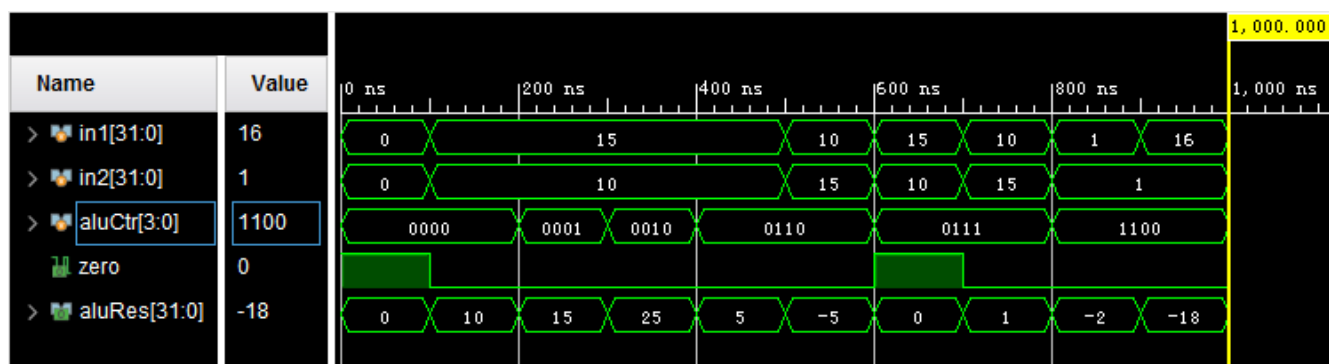 1,000.000
Name Value 0 ns 200 ns 400 ns 600 ns 800 ns 1,000 ns
> in1[31:0] 16 0 15 10 15 10 1 16
> in2[31:0] 1 0 10 15 10 15 1
> aluCtr[3:0] 1100 0000 0001 0010 0110 0111 1100
zero 0
> aluRes[31:0] -18 0 10 15 25 5 -5 0 1 -2 -18